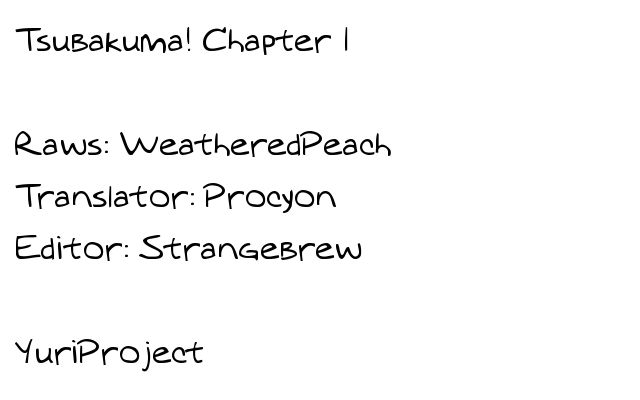 Tsubakuma! Chapter 1
Raws: WeatheredPeach
Translator: Procyon
Editor: Strangebrew
YuriProject